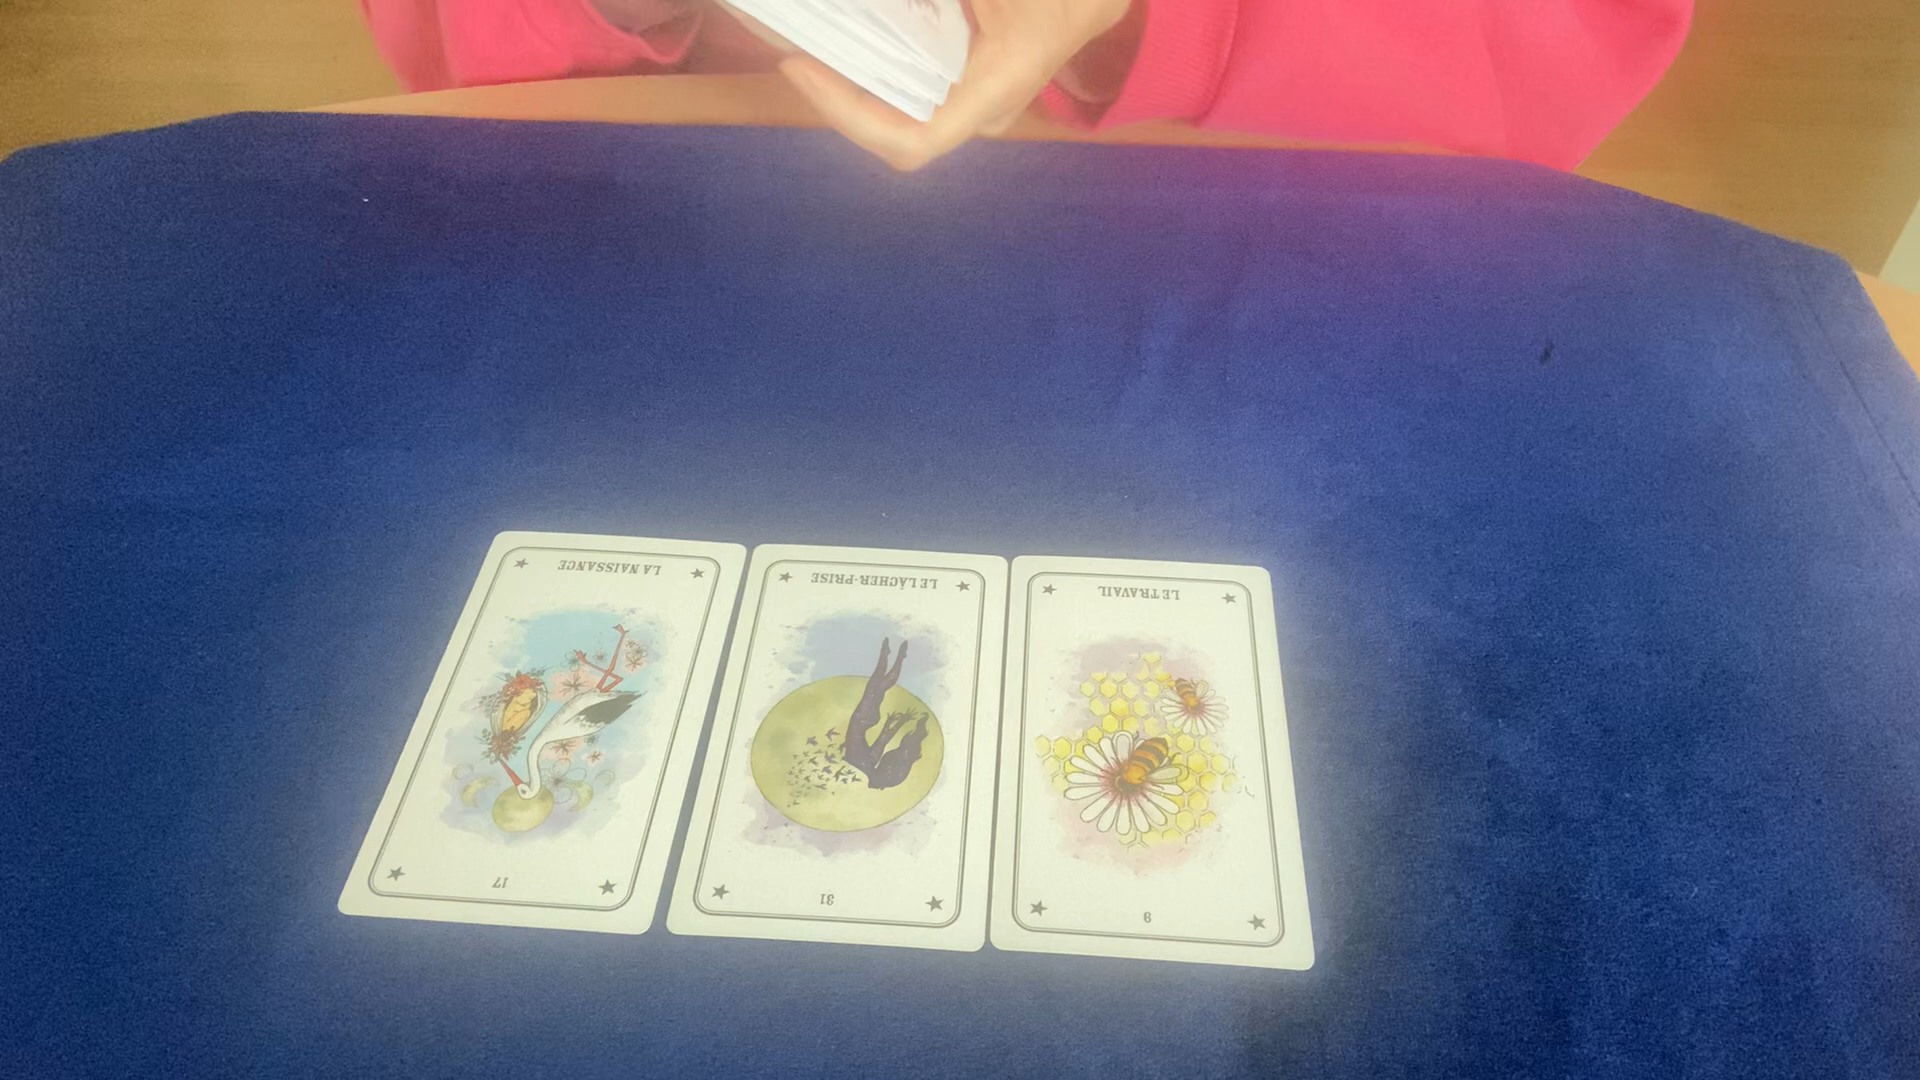 LA NAISSANCE
17
LE LÂCHER-PRISE
31
LE TRAVAIL
9